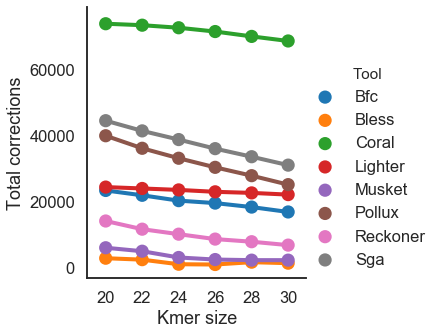 Total corrections
60000
40000
20000
0
20 22 24 26 28 30
Kmer size
Tool
Bfc
Bless
Coral
Lighter
Musket
Pollux
Reckoner
Sga